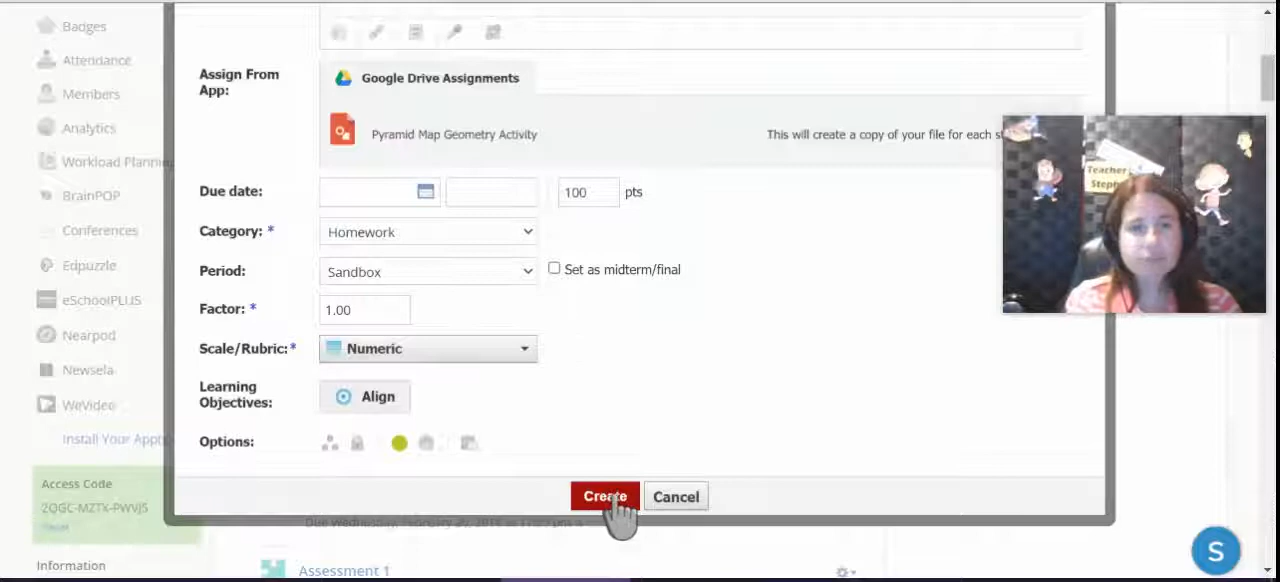 Badges
Attendance
Members
Analytics
Workload Planning
BrainPOP
Conferences
Edpuzzle
eSchoolPLUS
Nearpod
Newsela
WeVideo
Install Your Apps
Access Code
Information
Assign From App:
Google Drive Assignments
Pyramid Map Geometry Activity
This will create a copy of your file for each s
Due date:
100 pts
Category: *
Homework
Period:
Sandbox
Set as midterm/final
Factor: *
1.00
Scale/Rubric: *
Numeric
Learning Objectives:
Align
Options:
Create
Cancel
Assessment 1
Teacher
Steph
S